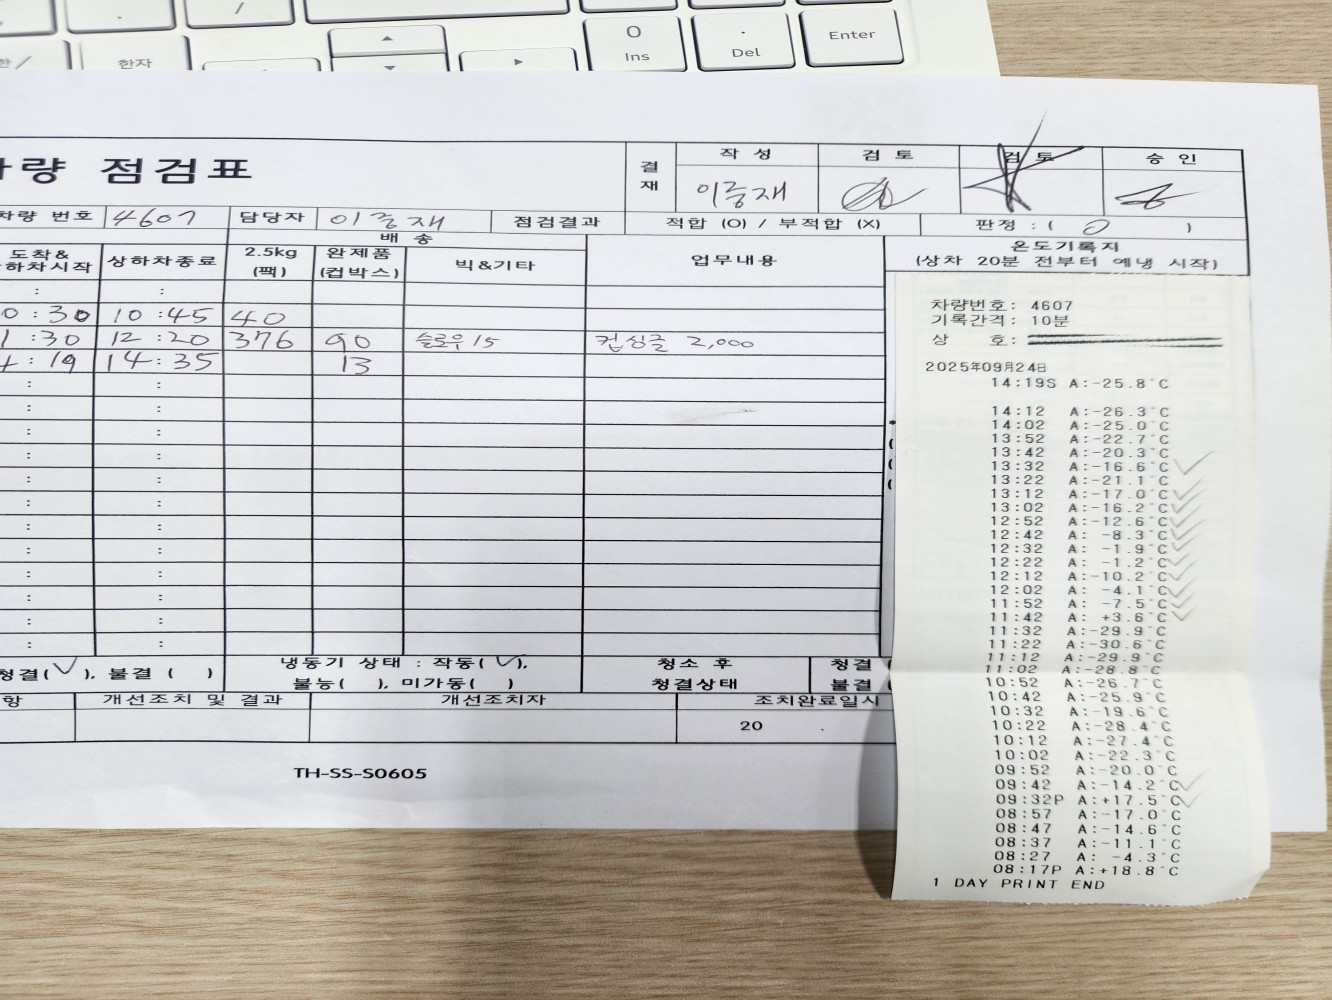 /
한/
한자
0
Ins
.
Del
Enter
량 점검표
결재
작 성
검 토
검 토
승 인
이중재
차량 번호
4607
담당자
이중재
점검결과
적합 (O) / 부적합 (X)
판정 : ( O )
도착&
하차시작
상하차종료
배 송
2.5kg
(팩)
완제품
(컵박스)
빅&기타
업무내용
온도기록지
(상차 20분 전부터 예냉 시작)
: :
0:30 10:45 40
:30 12:20 376 90 슬로우 15 컵싱글 2,000
:19 14:35 13
: :
: :
: :
: :
: :
: :
: :
: :
: :
: :
: :
: :
청결(✓), 불결 ( )
냉동기 상태 : 작동(✓),
불능( ), 미가동( )
청소 후
청결상태
청결
불결 (
항
개선조치 및 결과
개선조치자
조치완료일시
20 .
TH-SS-S0605
차량번호: 4607
기록간격: 10분
상 호:
2025年09月24日
14:19S A:-25.8°C
14:12 A:-26.3°C
14:02 A:-25.0°C
13:52 A:-22.7°C
13:42 A:-20.3°C
13:32 A:-16.6°C
13:22 A:-21.1°C
13:12 A:-17.0°C
13:02 A:-16.2°C
12:52 A:-12.6°C
12:42 A: -8.3°C
12:32 A: -1.9°C
12:22 A: -1.2°C
12:12 A:-10.2°C
12:02 A: -4.1°C
11:52 A: -7.5°C
11:42 A: +3.6°C
11:32 A:-29.9°C
11:22 A:-30.6°C
11:12 A:-29.9°C
11:02 A:-28.8°C
10:52 A:-26.7°C
10:42 A:-25.9°C
10:32 A:-19.6°C
10:22 A:-28.4°C
10:12 A:-27.4°C
10:02 A:-22.3°C
09:52 A:-20.0°C
09:42 A:-14.2°C
09:32P A:+17.5°C
08:57 A:-17.0°C
08:47 A:-14.6°C
08:37 A:-11.1°C
08:27 A: -4.3°C
08:17P A:+18.8°C
1 DAY PRINT END